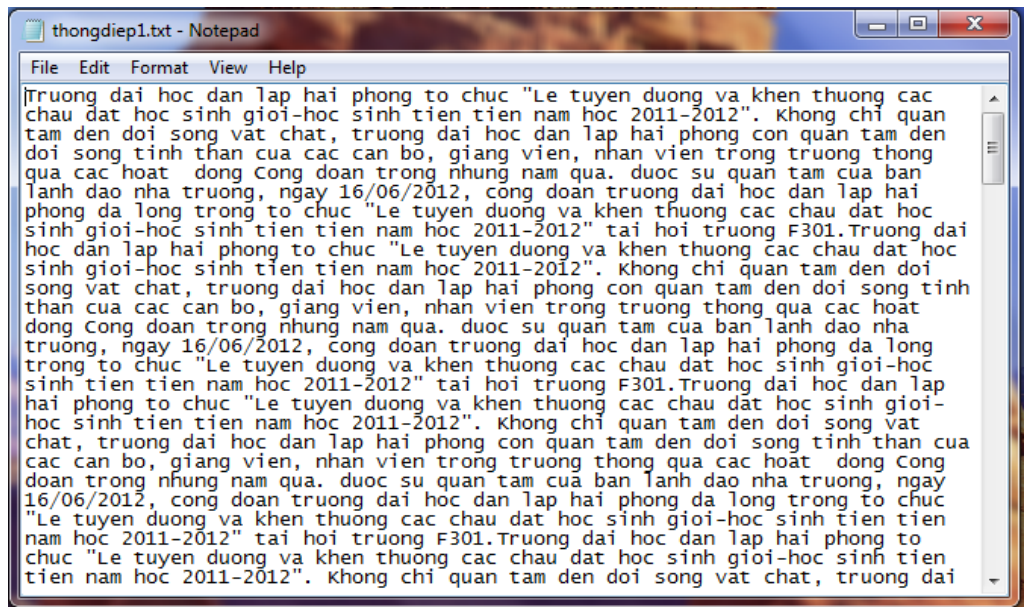 thongdiep1.txt - Notepad
File Edit Format View Help
Truong dai hoc dan lap hai phong to chuc "Le tuyen duong va khen thuong cac
chau dat hoc sinh gioi-hoc sinh tien tien nam hoc 2011-2012". Khong chi quan
tam den doi song vat chat, truong dai hoc dan lap hai phong con quan tam den
doi song tinh than cua cac can bo, giang vien, nhan vien trong truong thong
qua cac hoat  dong Cong doan trong nhung nam qua. duoc su quan tam cua ban
lanh dao nha truong, ngay 16/06/2012, cong doan truong dai hoc dan lap hai
phong da long trong to chuc "Le tuyen duong va khen thuong cac chau dat hoc
sinh gioi-hoc sinh tien tien nam hoc 2011-2012" tai hoi truong F301.Truong dai
hoc dan lap hai phong to chuc "Le tuyen duong va khen thuong cac chau dat hoc
sinh gioi-hoc sinh tien tien nam hoc 2011-2012". Khong chi quan tam den doi
song vat chat, truong dai hoc dan lap hai phong con quan tam den doi song tinh
than cua cac can bo, giang vien, nhan vien trong truong thong qua cac hoat
dong Cong doan trong nhung nam qua. duoc su quan tam cua ban lanh dao nha
truong, ngay 16/06/2012, cong doan truong dai hoc dan lap hai phong da long
trong to chuc "Le tuyen duong va khen thuong cac chau dat hoc sinh gioi-hoc
sinh tien tien nam hoc 2011-2012" tai hoi truong F301.Truong dai hoc dan lap
hai phong to chuc "Le tuyen duong va khen thuong cac chau dat hoc sinh gioi-
hoc sinh tien tien nam hoc 2011-2012". Khong chi quan tam den doi song vat
chat, truong dai hoc dan lap hai phong con quan tam den doi song tinh than cua
cac can bo, giang vien, nhan vien trong truong thong qua cac hoat  dong Cong
doan trong nhung nam qua. duoc su quan tam cua ban lanh dao nha truong, ngay
16/06/2012, cong doan truong dai hoc dan lap hai phong da long trong to chuc
"Le tuyen duong va khen thuong cac chau dat hoc sinh gioi-hoc sinh tien tien
nam hoc 2011-2012" tai hoi truong F301.Truong dai hoc dan lap hai phong to
chuc "Le tuyen duong va khen thuong cac chau dat hoc sinh gioi-hoc sinh tien
tien nam hoc 2011-2012". Khong chi quan tam den doi song vat chat, truong dai